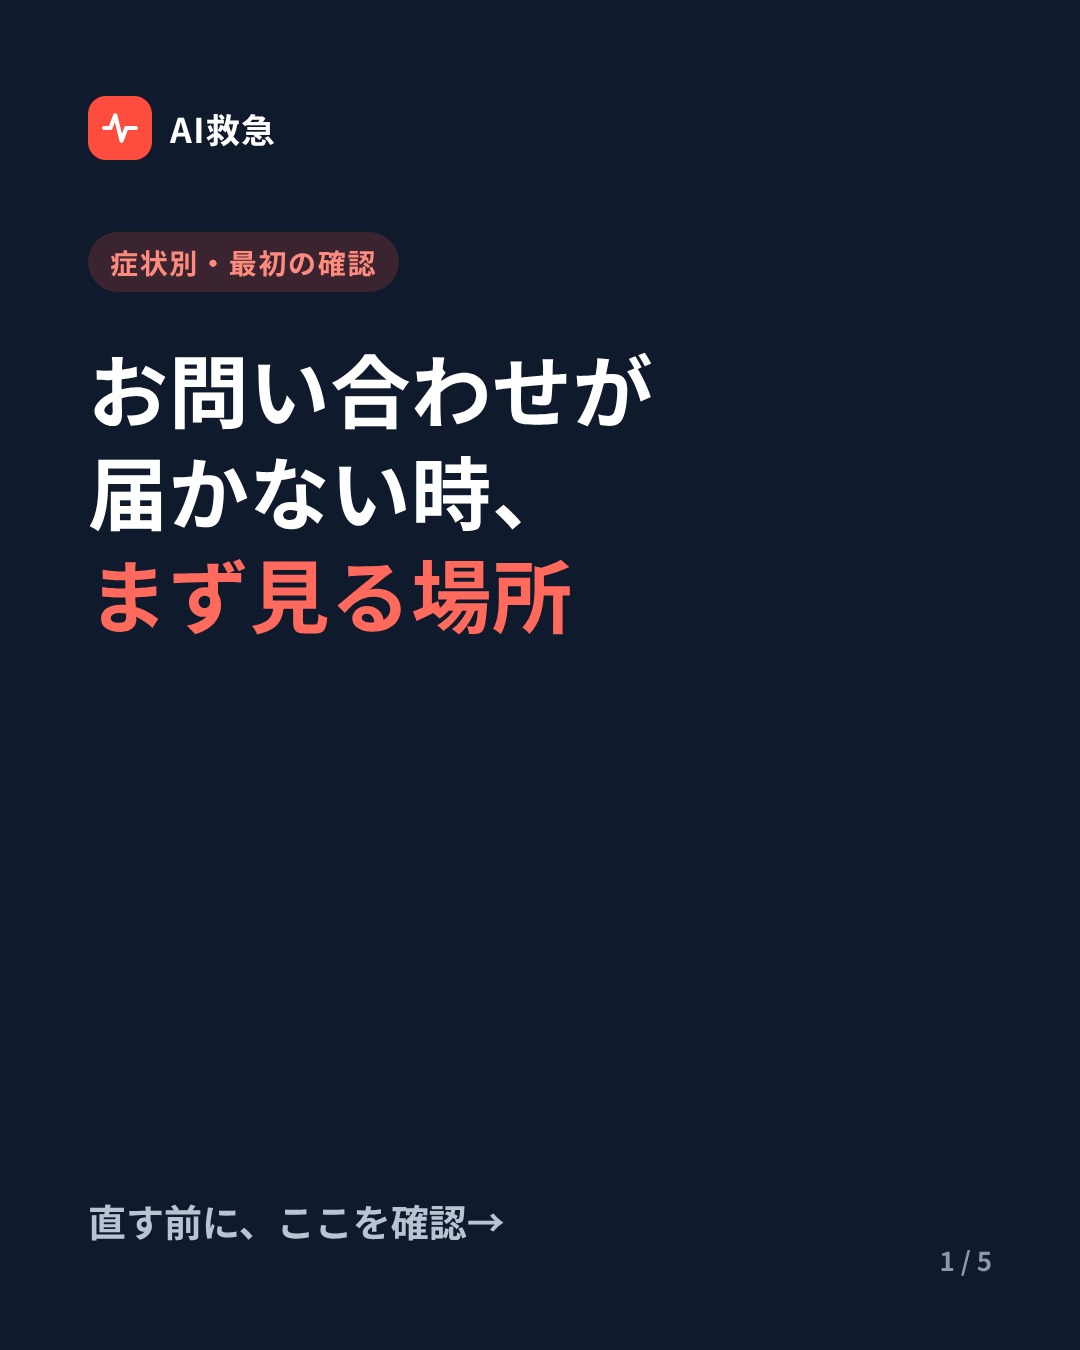 AI救急
症状別・最初の確認
お問い合わせが
届かない時、
まず見る場所
直す前に、ここを確認→
1 / 5